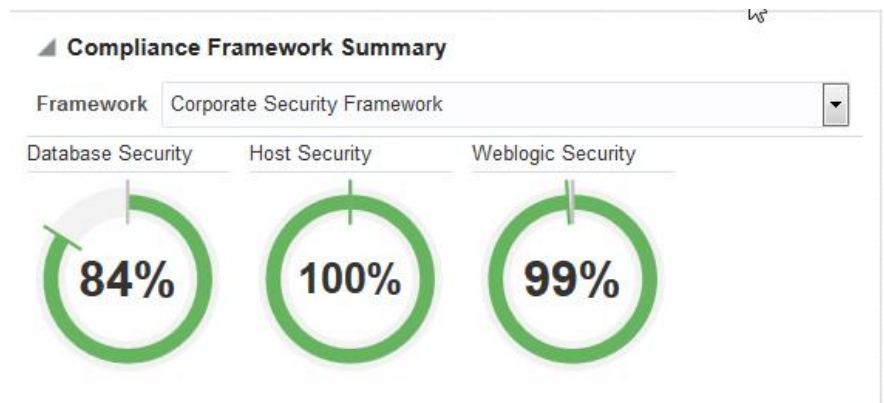 Compliance Framework Summary
Framework Corporate Security Framework
Database Security Host Security Weblogic Security
84% 100% 99%